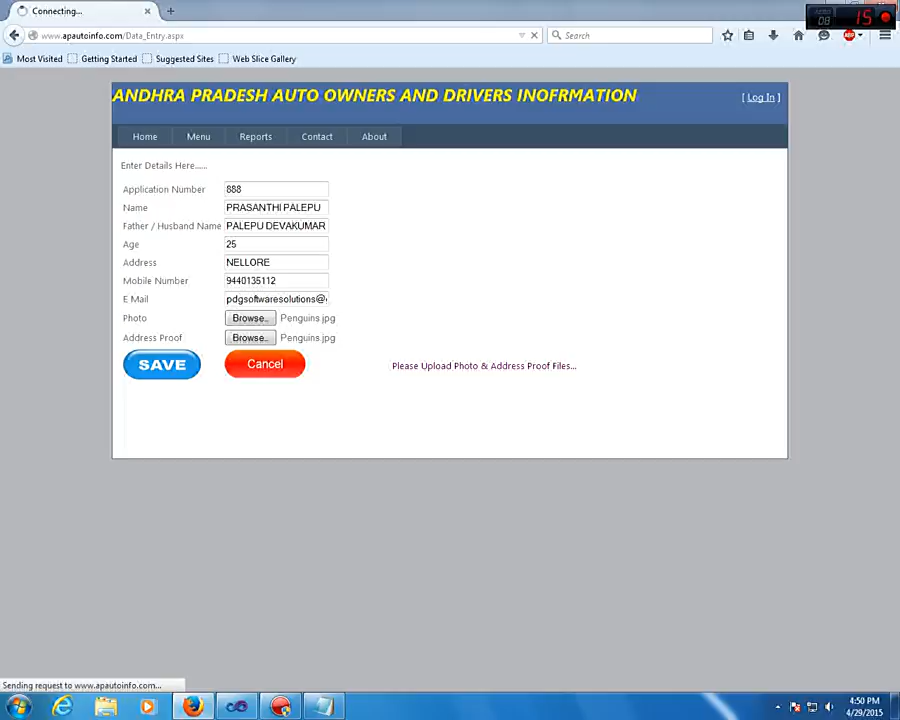 Connecting...
www.apautoinfo.com/Data_Entry.aspx
Search
08 15
Most Visited Getting Started Suggested Sites Web Slice Gallery
ANDHRA PRADESH AUTO OWNERS AND DRIVERS INOFRMATION
[ Log In ]
Home Menu Reports Contact About
Enter Details Here......
Application Number 888
Name PRASANTHI PALEPU
Father / Husband Name PALEPU DEVAKUMAR
Age 25
Address NELLORE
Mobile Number 9440135112
E Mail pdgsoftwaresolutions@
Photo Browse.. Penguins.jpg
Address Proof Browse.. Penguins.jpg
SAVE Cancel Please Upload Photo & Address Proof Files...
Sending request to www.apautoinfo.com...
4:50 PM
4/29/2015